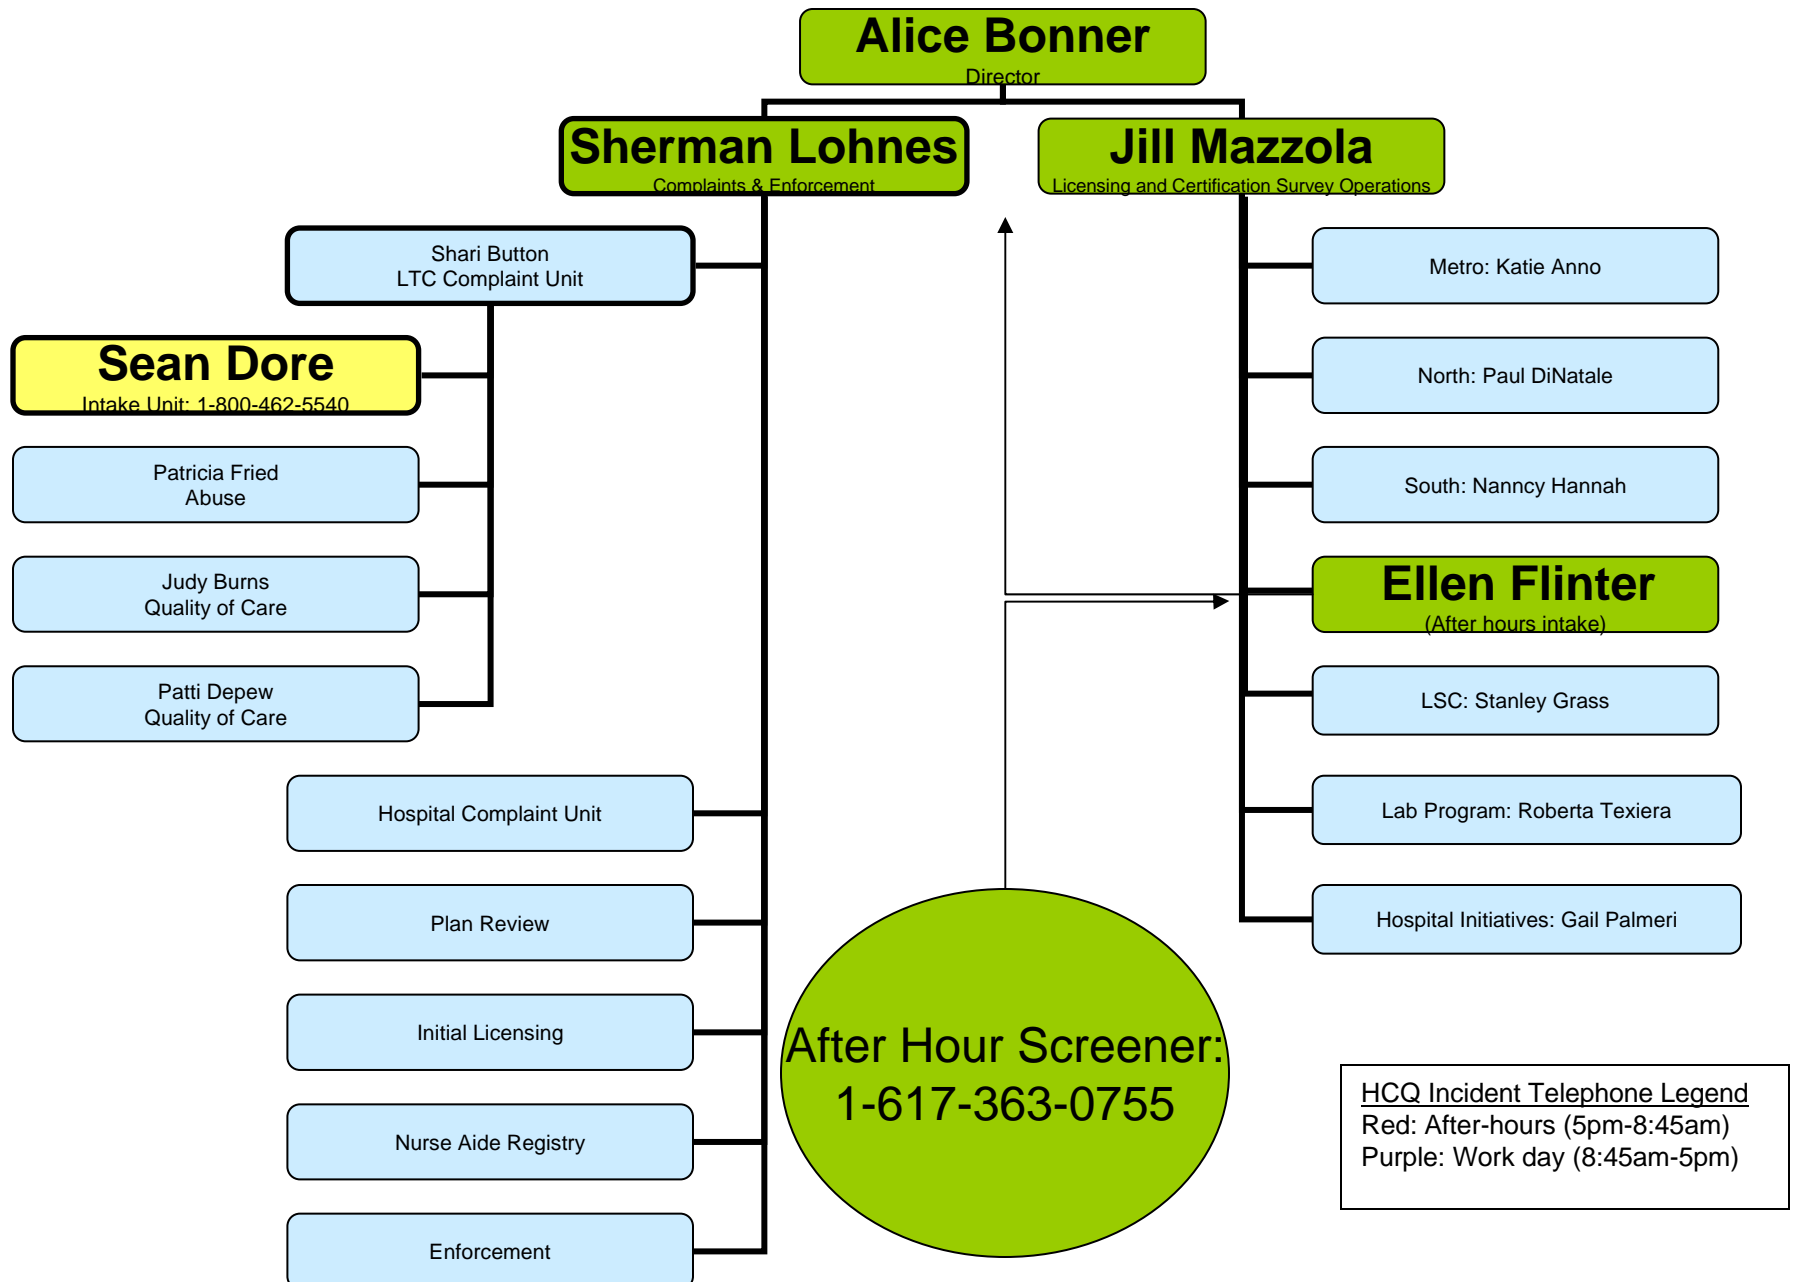 Alice Bonner
Director
Sherman Lohnes
Complaints & Enforcement
Jill Mazzola
Licensing and Certification Survey Operations
Shari Button
LTC Complaint Unit
Sean Dore
Intake Unit: 1-800-462-5540
Patricia Fried
Abuse
Judy Burns
Quality of Care
Patti Depew
Quality of Care
Hospital Complaint Unit
Plan Review
Initial Licensing
Nurse Aide Registry
Enforcement
Metro: Katie Anno
North: Paul DiNatale
South: Nanncy Hannah
Ellen Flinter
(After hours intake)
LSC: Stanley Grass
Lab Program: Roberta Texiera
Hospital Initiatives: Gail Palmeri
After Hour Screener:
1-617-363-0755
HCQ Incident Telephone Legend
Red: After-hours (5pm-8:45am)
Purple: Work day (8:45am-5pm)